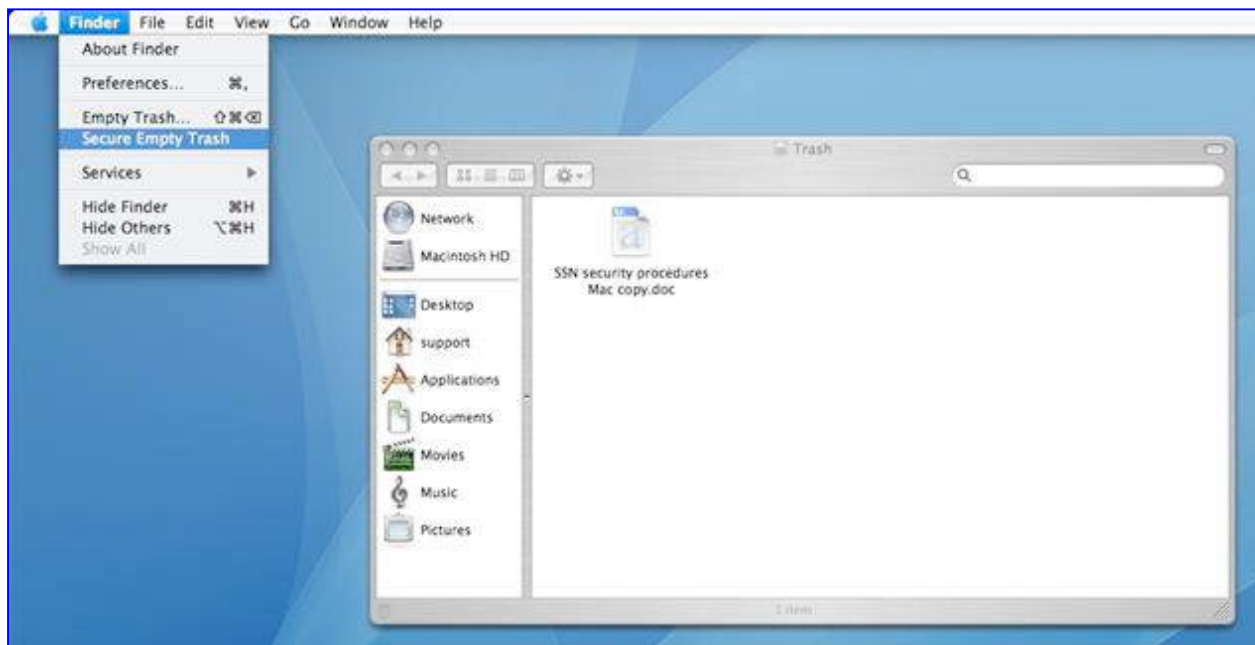 Finder File Edit View Go Window Help
About Finder
Preferences... ⌘,
Empty Trash... ⇧⌘⌫
Secure Empty Trash
Services ▶
Hide Finder ⌘H
Hide Others ⌥⌘H
Show All
Trash
Network
Macintosh HD
Desktop
support
Applications
Documents
Movies
Music
Pictures
SSN security procedures
Mac copy.doc
1 item